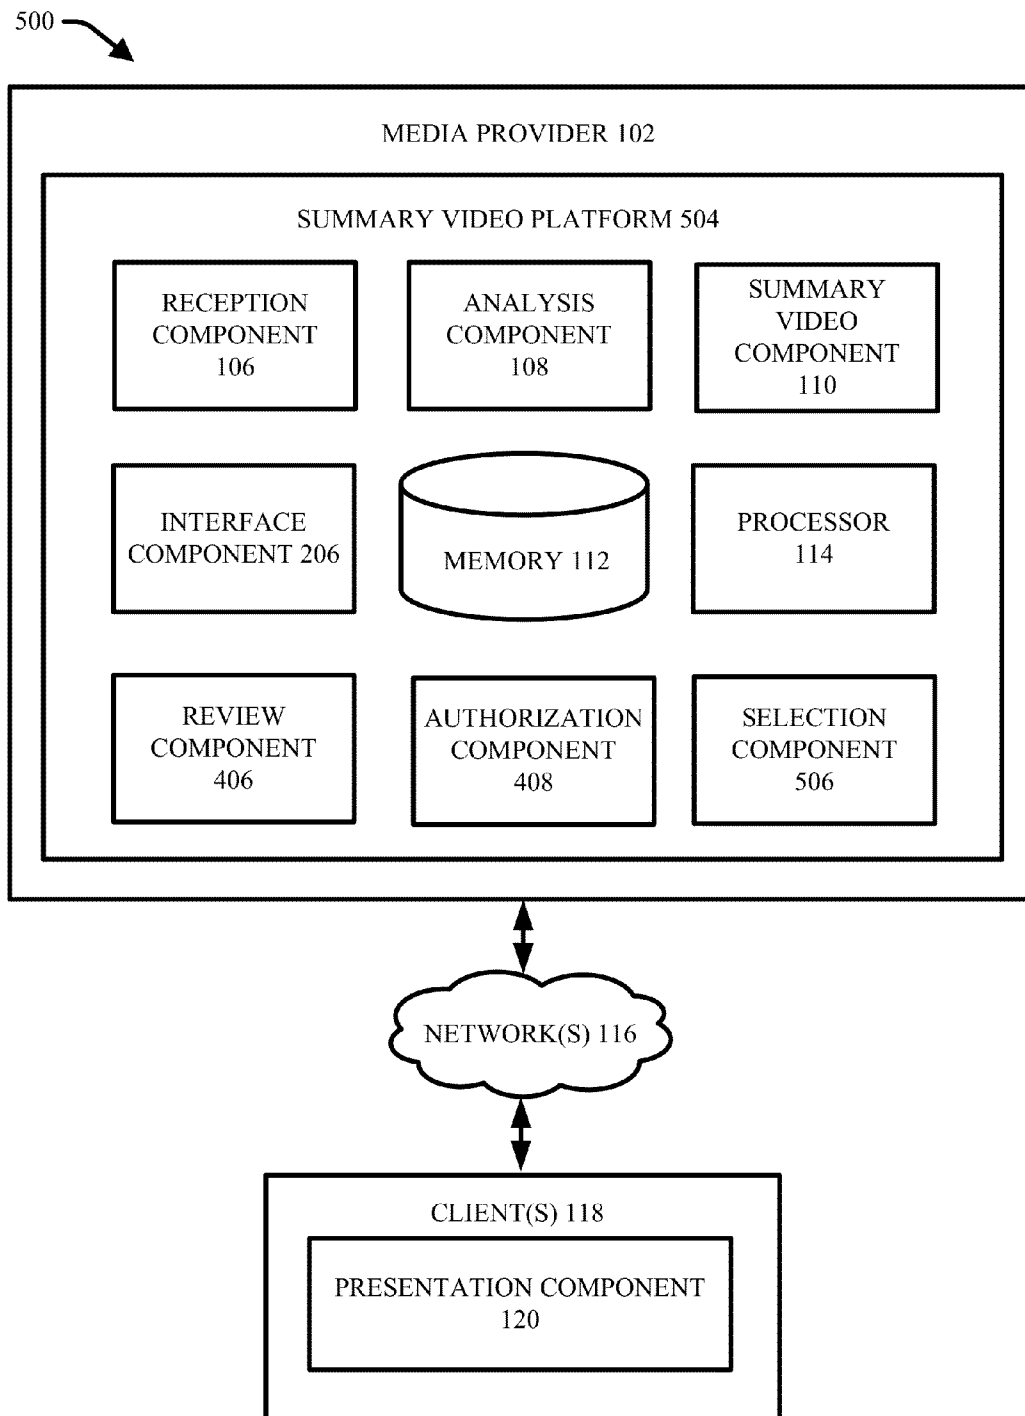 500
MEDIA PROVIDER 102
SUMMARY VIDEO PLATFORM 504
RECEPTION
COMPONENT
106
ANALYSIS
COMPONENT
108
SUMMARY
VIDEO
COMPONENT
110
INTERFACE
COMPONENT 206
MEMORY 112
PROCESSOR
114
REVIEW
COMPONENT
406
AUTHORIZATION
COMPONENT
408
SELECTION
COMPONENT
506
NETWORK(S) 116
CLIENT(S) 118
PRESENTATION COMPONENT
120